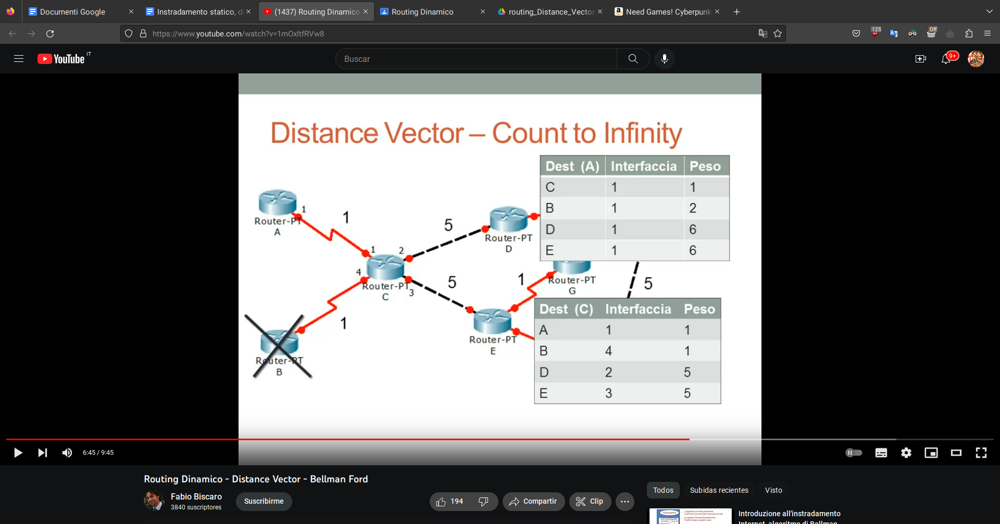 Documenti Google
Instradamento statico, di
(1437) Routing Dinamico
Routing Dinamico
routing_Distance_Vector
Need Games! Cyberpunk
https://www.youtube.com/watch?v=1mOxltfRVw8
125
Off
YouTube IT
Buscar
9+
Distance Vector – Count to Infinity
Dest (A) Interfaccia Peso
C 1 1
B 1 2
D 1 6
E 1 6
Router-PT
A
1
1
1
2
4
3
5
Router-PT
D
Router-PT
C
5
1
Router-PT
G
5
1
Router-PT
B
Router-PT
E
Dest (C) Interfaccia Peso
A 1 1
B 4 1
D 2 5
E 3 5
6:45 / 9:45
Routing Dinamico - Distance Vector - Bellman Ford
Fabio Biscaro
3840 suscriptores
Suscribirme
194
Compartir
Clip
Todos
Subidas recientes
Visto
Introduzione all'instradamento
Internet, algoritmo di Bellman